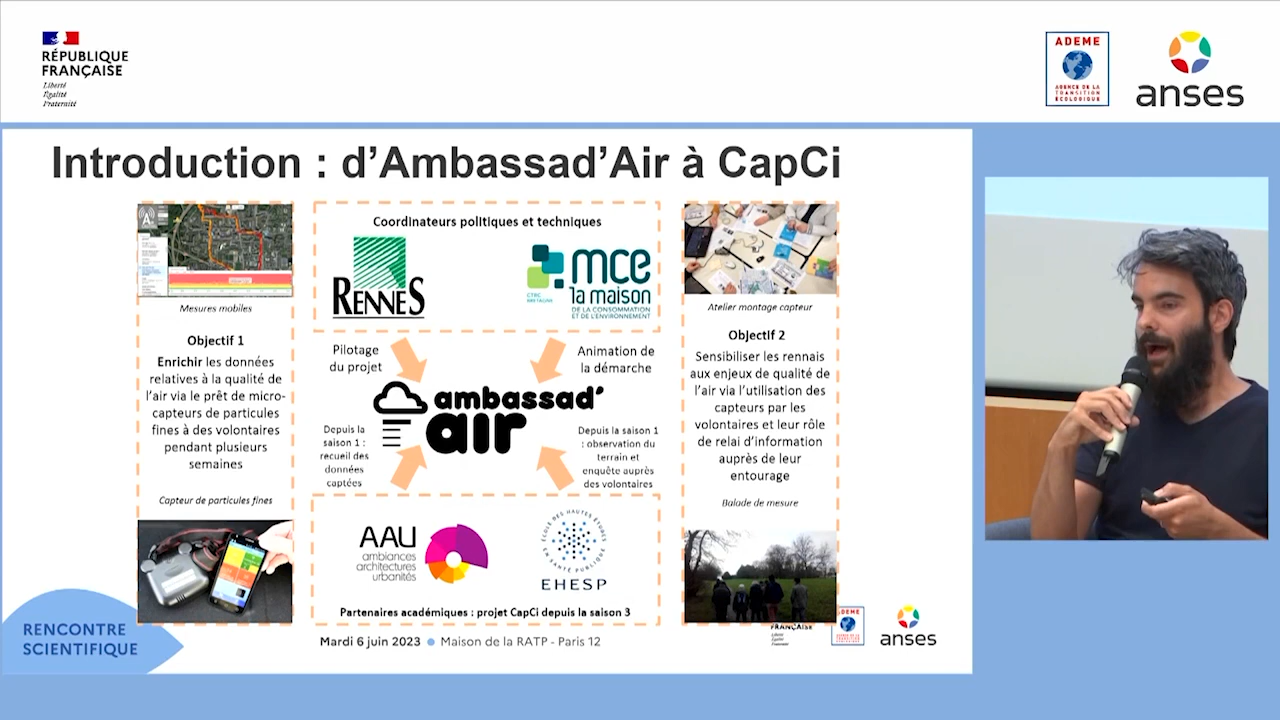 RÉPUBLIQUE
FRANÇAISE
Liberté
Égalité
Fraternité
ADEME
AGENCE DE LA
TRANSITION
ÉCOLOGIQUE
anses
Introduction : d’Ambassad’Air à CapCi
Mesures mobiles
Objectif 1
Enrichir les données
relatives à la qualité de
l’air via le prêt de micro-
capteurs de particules
fines à des volontaires
pendant plusieurs
semaines
Capteur de particules fines
Coordinateurs politiques et techniques
RENNES
mce
la maison
DE LA CONSOMMATION
ET DE L'ENVIRONNEMENT
CTRC
BRETAGNE
Pilotage
du projet
Animation de
la démarche
ambassad’
air
Depuis la
saison 1 :
recueil des
données
captées
Depuis la saison 1
: observation du
terrain et
enquête auprès
des volontaires
AAU
ambiances
architectures
urbanités
ÉCOLE DES HAUTES ÉTUDES
EN SANTÉ PUBLIQUE
EHESP
Partenaires académiques : projet CapCi depuis la saison 3
Atelier montage capteur
Objectif 2
Sensibiliser les rennais
aux enjeux de qualité de
l’air via l’utilisation des
capteurs par les
volontaires et leur rôle
de relai d’information
auprès de leur
entourage
Balade de mesure
RENCONTRE
SCIENTIFIQUE
Mardi 6 juin 2023 Maison de la RATP - Paris 12
FRANÇAISE
ADEME
anses